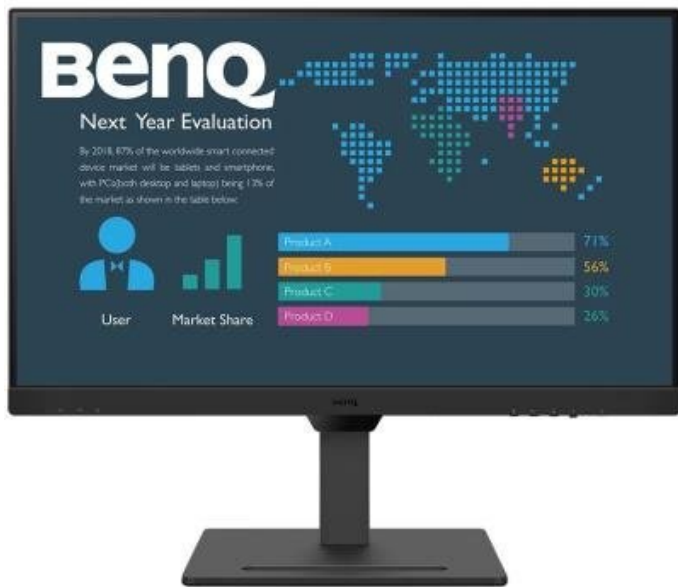 BenQ
Next Year Evaluation
By 2018, 87% of the worldwide smart connected
device market will be tablets and smartphone,
with PCs(both desktop and laptop) being 13% of
the market as shown in the table below:
Product A
71%
Product B
56%
Product C
30%
Product D
26%
User
Market Share
BenQ